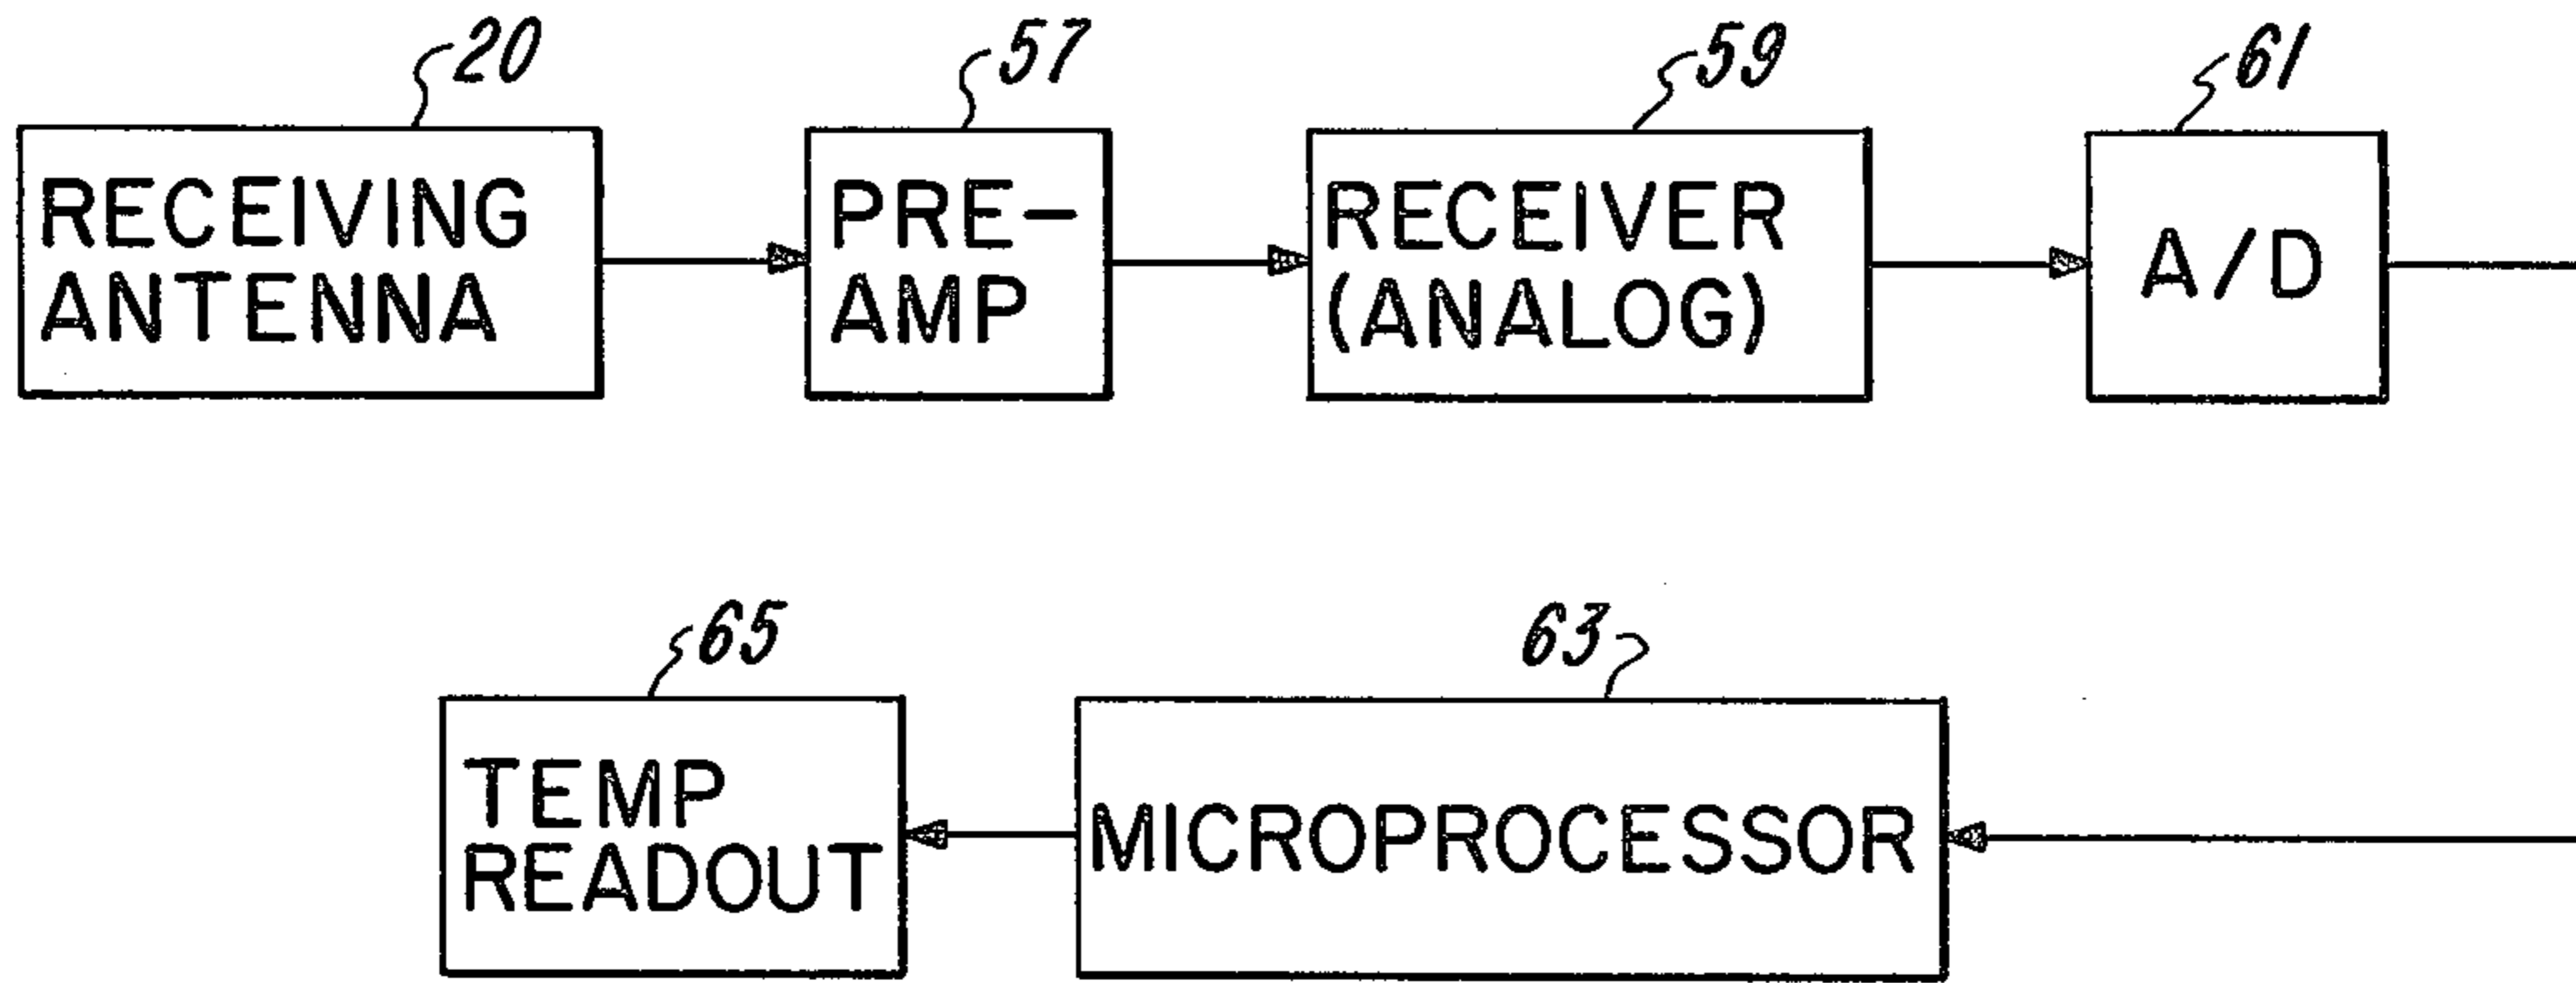 20
57
59
61
RECEIVING
ANTENNA
PRE-
AMP
RECEIVER
(ANALOG)
A/D
65
63
TEMP
READOUT
MICROPROCESSOR